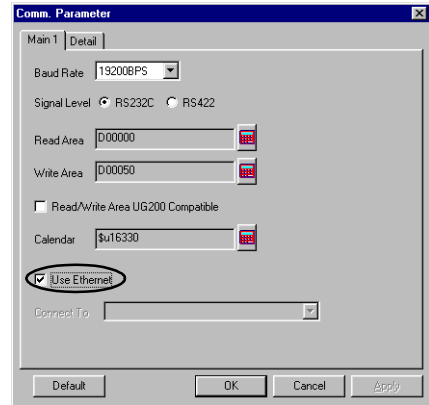 Comm. Parameter
Main 1 Detail
Baud Rate 19200BPS
Signal Level RS232C RS422
Read Area D00000
Write Area D00050
Read/Write Area UG200 Compatible
Calendar $u16330
Use Ethernet
Connect To
Default OK Cancel Apply